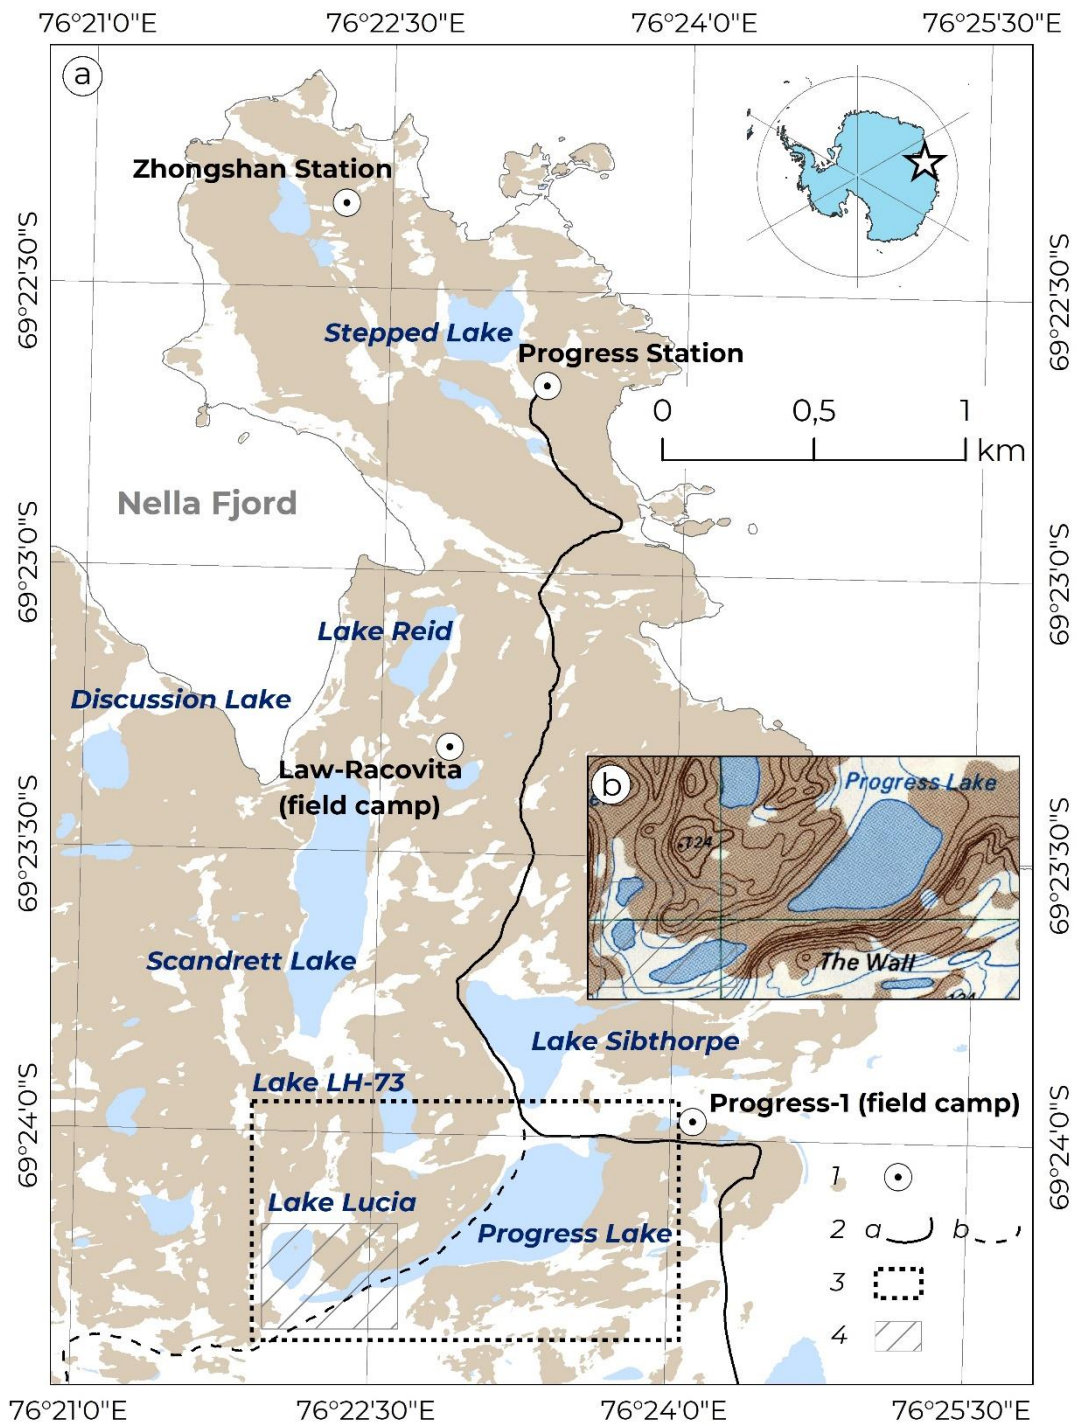 76°21'0"E 76°22'30"E 76°24'0"E 76°25'30"E
a
Zhongshan Station
69°22'30"S
69°22'30"S
Stepped Lake
Progress Station
0 0,5 1
km
Nella Fjord
69°23'0"S
69°23'0"S
Lake Reid
Discussion Lake
Law-Racovita
(field camp)
b
Progress Lake
124
The Wall
69°23'30"S
69°23'30"S
Scandrett Lake
Lake Sibthorpe
Lake LH-73
Progress-1 (field camp)
69°24'0"S
69°24'0"S
1
Lake Lucia
Progress Lake
2 a b
3
4
76°21'0"E 76°22'30"E 76°24'0"E 76°25'30"E